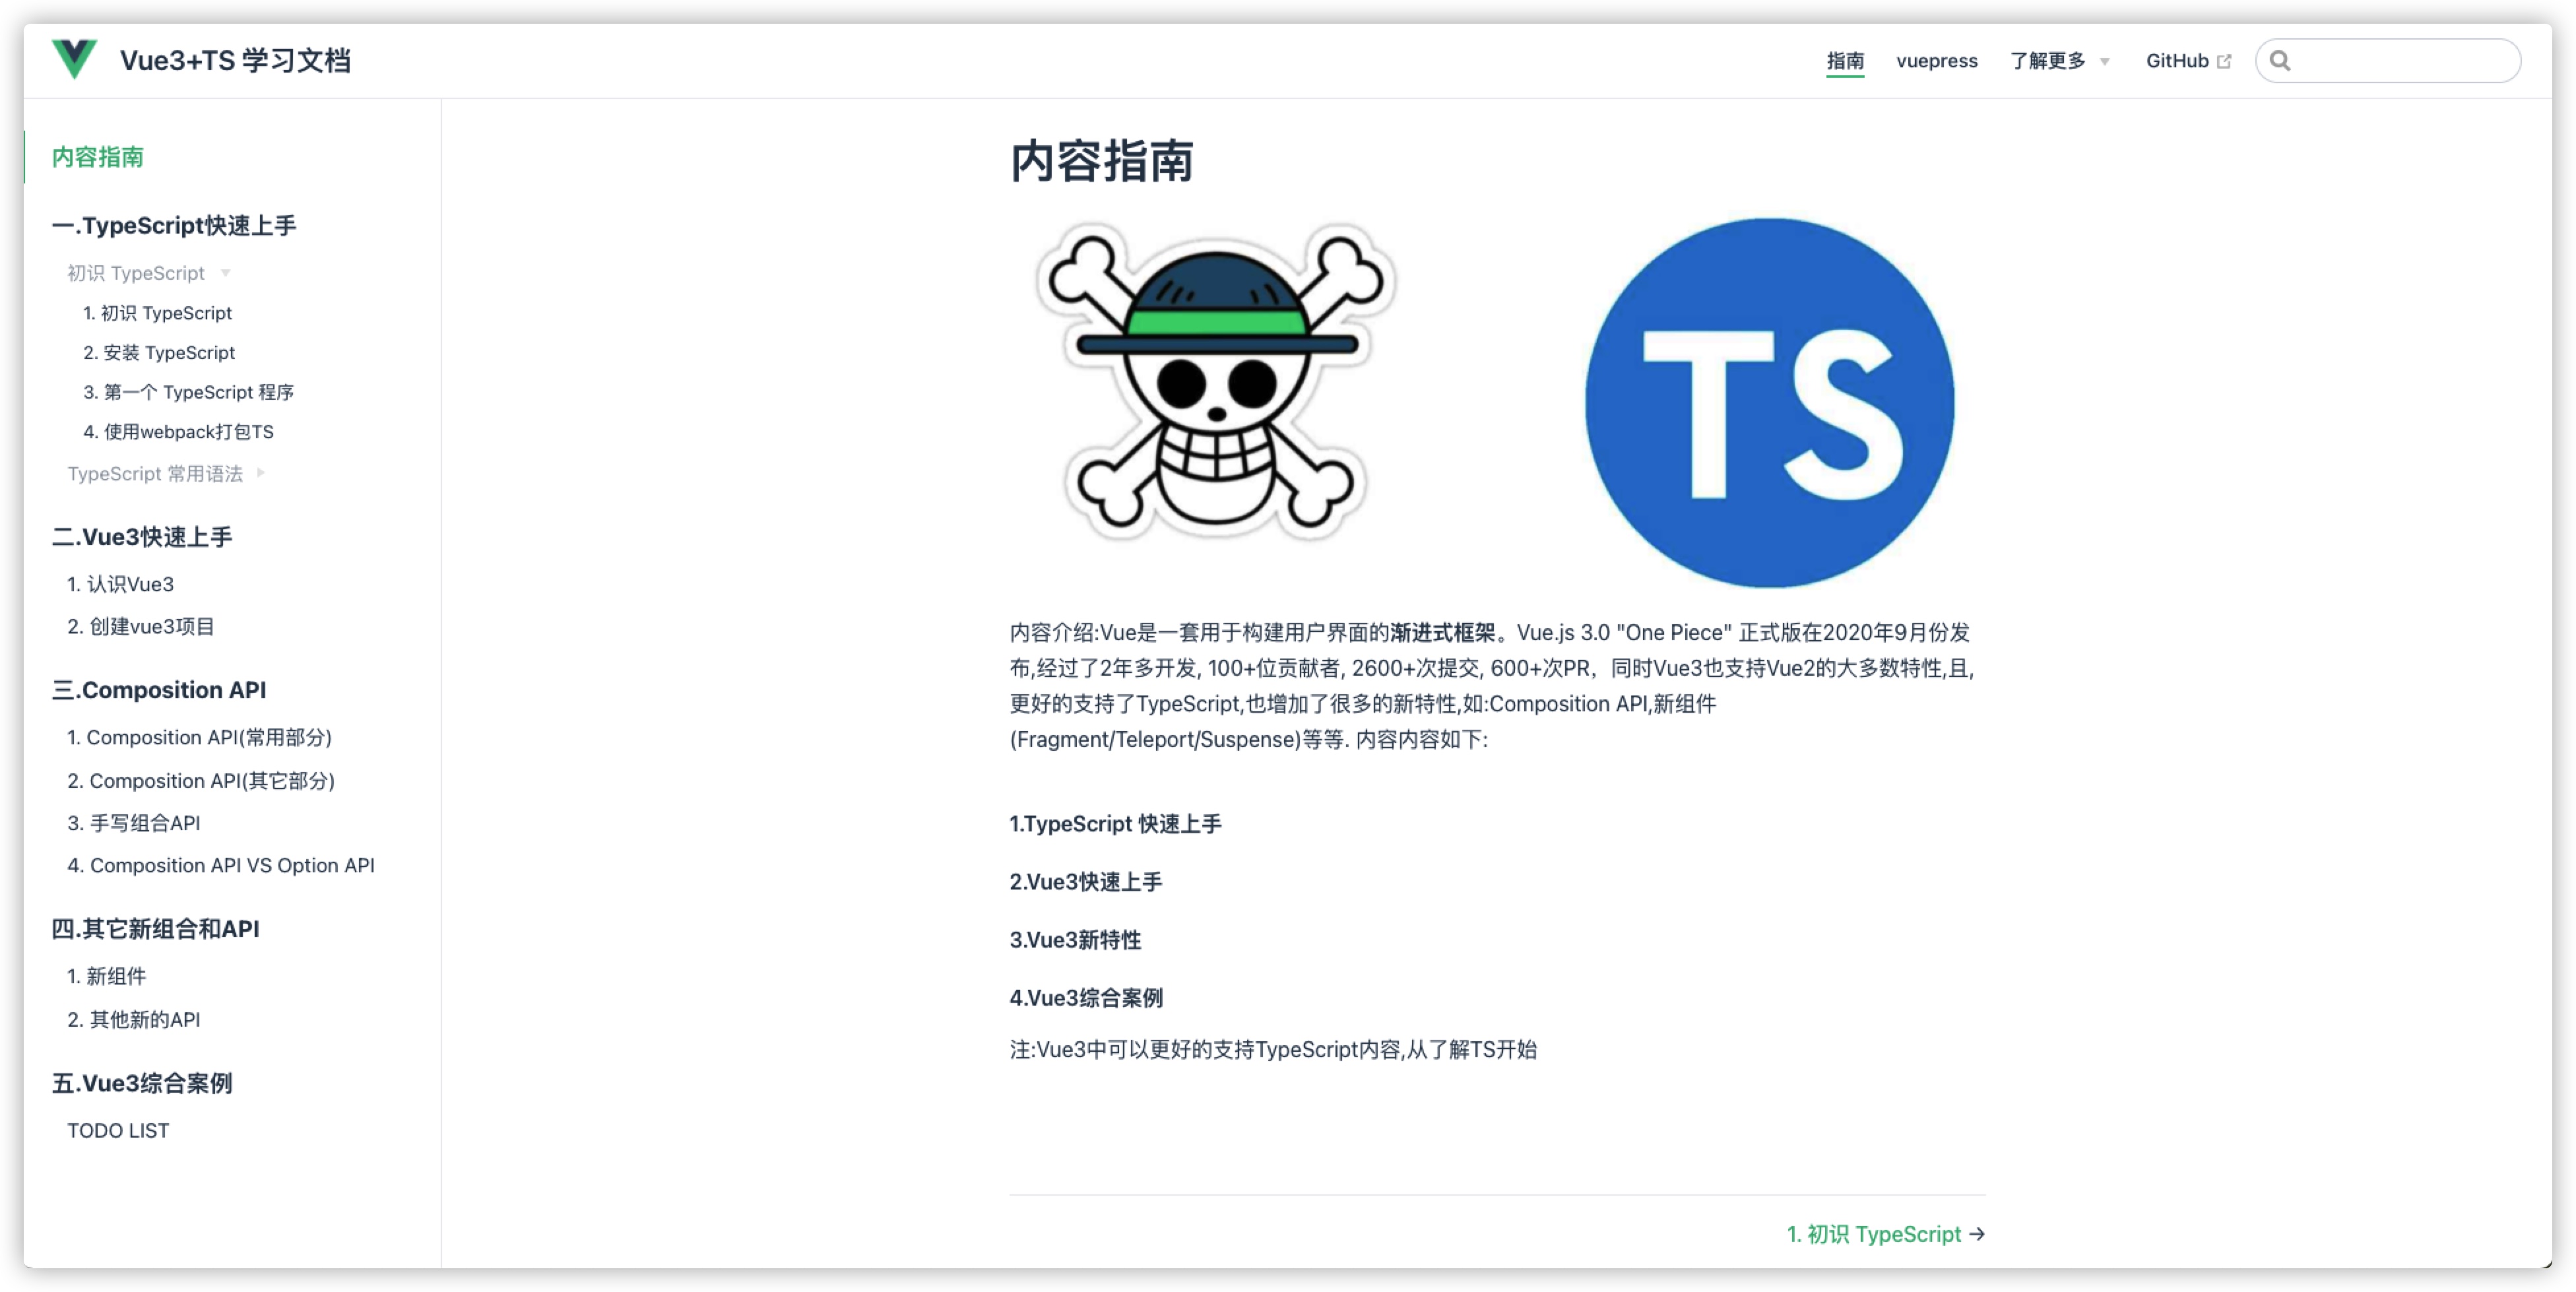 Vue3+TS 学习文档
指南
vuepress
了解更多
GitHub
内容指南
一.TypeScript快速上手
初识 TypeScript
1. 初识 TypeScript
2. 安装 TypeScript
3. 第一个 TypeScript 程序
4. 使用webpack打包TS
TypeScript 常用语法
二.Vue3快速上手
1. 认识Vue3
2. 创建vue3项目
三.Composition API
1. Composition API(常用部分)
2. Composition API(其它部分)
3. 手写组合API
4. Composition API VS Option API
四.其它新组合和API
1. 新组件
2. 其他新的API
五.Vue3综合案例
TODO LIST
内容指南
TS
内容介绍:Vue是一套用于构建用户界面的渐进式框架。Vue.js 3.0 "One Piece" 正式版在2020年9月份发
布,经过了2年多开发, 100+位贡献者, 2600+次提交, 600+次PR，同时Vue3也支持Vue2的大多数特性,且,
更好的支持了TypeScript,也增加了很多的新特性,如:Composition API,新组件
(Fragment/Teleport/Suspense)等等. 内容内容如下:
1.TypeScript 快速上手
2.Vue3快速上手
3.Vue3新特性
4.Vue3综合案例
注:Vue3中可以更好的支持TypeScript内容,从了解TS开始
1. 初识 TypeScript →